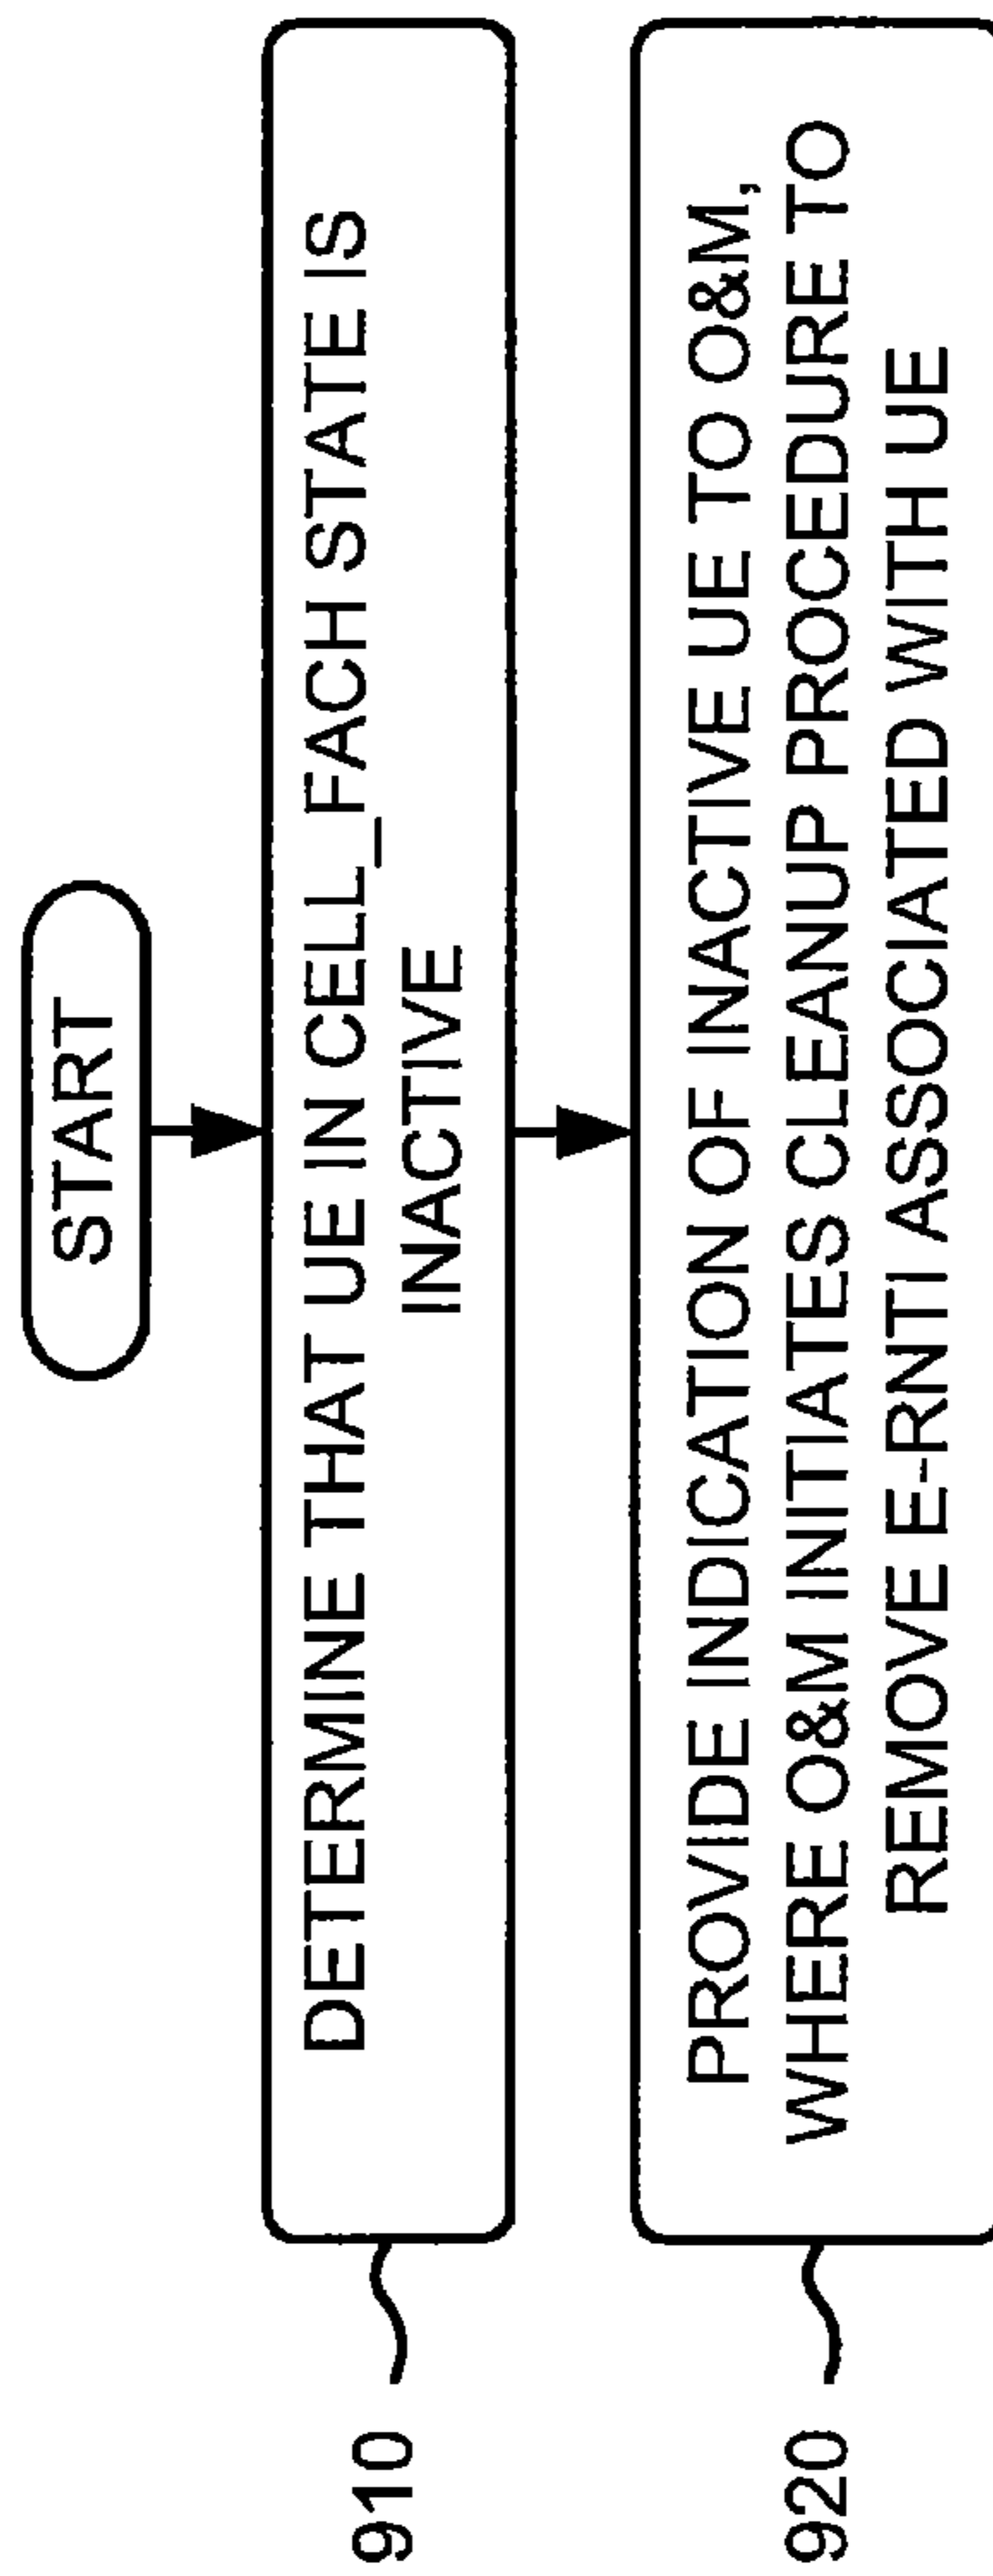 START
910
DETERMINE THAT UE IN CELL_FACH STATE IS
INACTIVE
920
PROVIDE INDICATION OF INACTIVE UE TO O&M,
WHERE O&M INITIATES CLEANUP PROCEDURE TO
REMOVE E-RNTI ASSOCIATED WITH UE